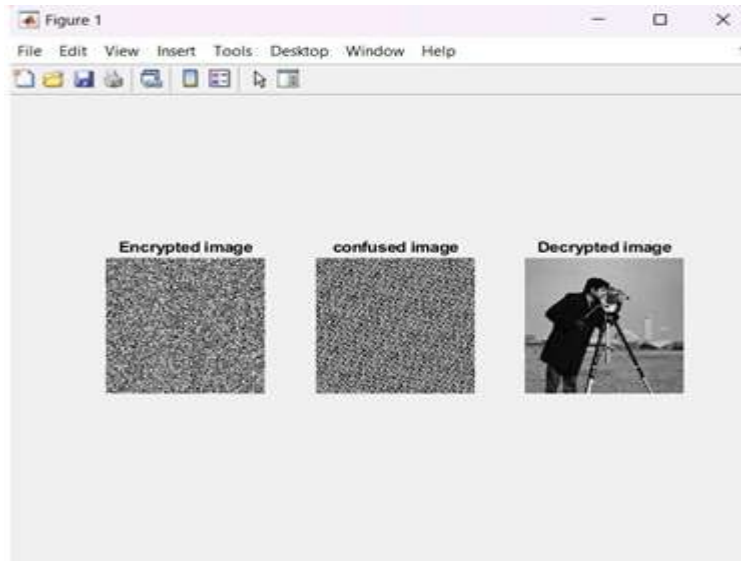 Figure 1
File Edit View Insert Tools Desktop Window Help
Encrypted image confused image Decrypted image